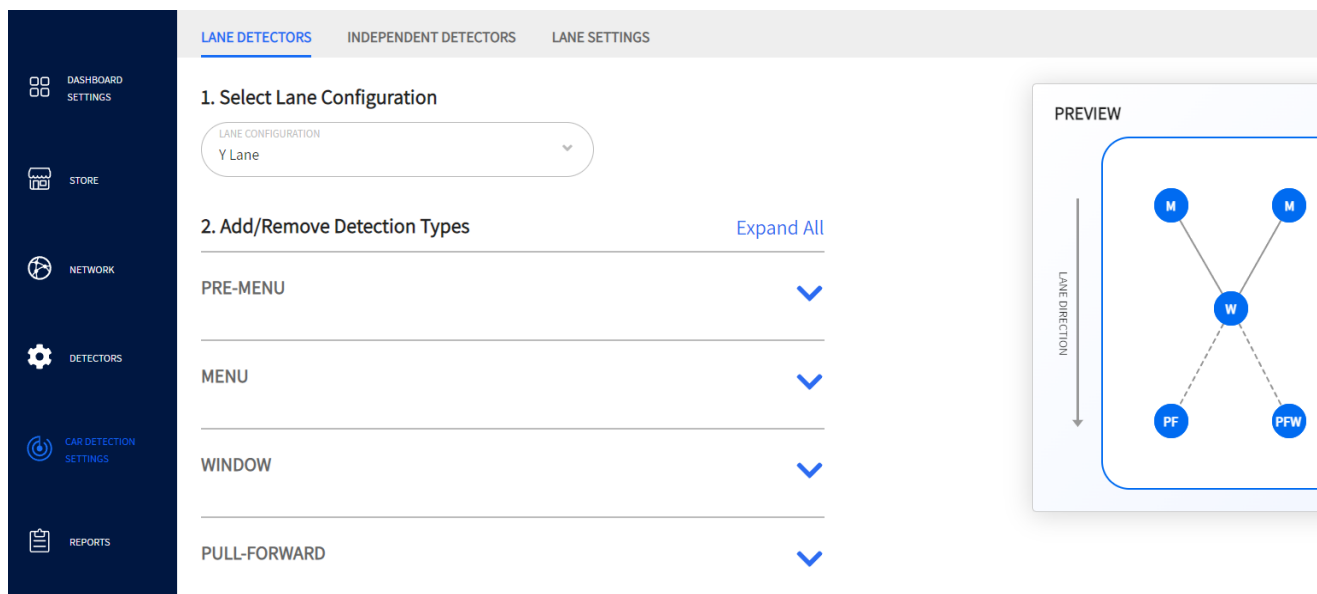 LANE DETECTORS INDEPENDENT DETECTORS LANE SETTINGS
DASHBOARD
SETTINGS
STORE
NETWORK
DETECTORS
CAR DETECTION
SETTINGS
REPORTS
1. Select Lane Configuration
LANE CONFIGURATION
Y Lane
2. Add/Remove Detection Types
Expand All
PRE-MENU
MENU
WINDOW
PULL-FORWARD
PREVIEW
LANE DIRECTION
M M
W
PF PFW